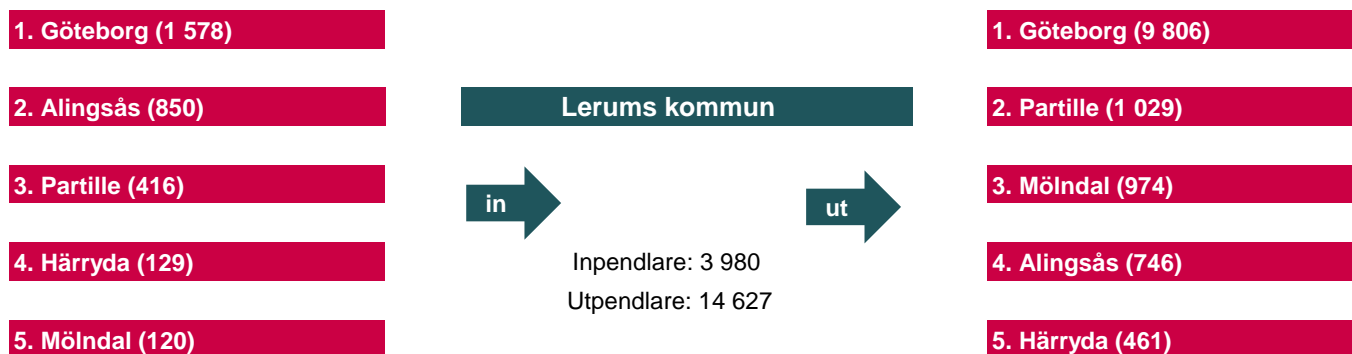 1. Göteborg (1 578)
2. Alingsås (850)
3. Partille (416)
4. Härryda (129)
5. Mölndal (120)
Lerums kommun
in
ut
Inpendlare: 3 980
Utpendlare: 14 627
1. Göteborg (9 806)
2. Partille (1 029)
3. Mölndal (974)
4. Alingsås (746)
5. Härryda (461)